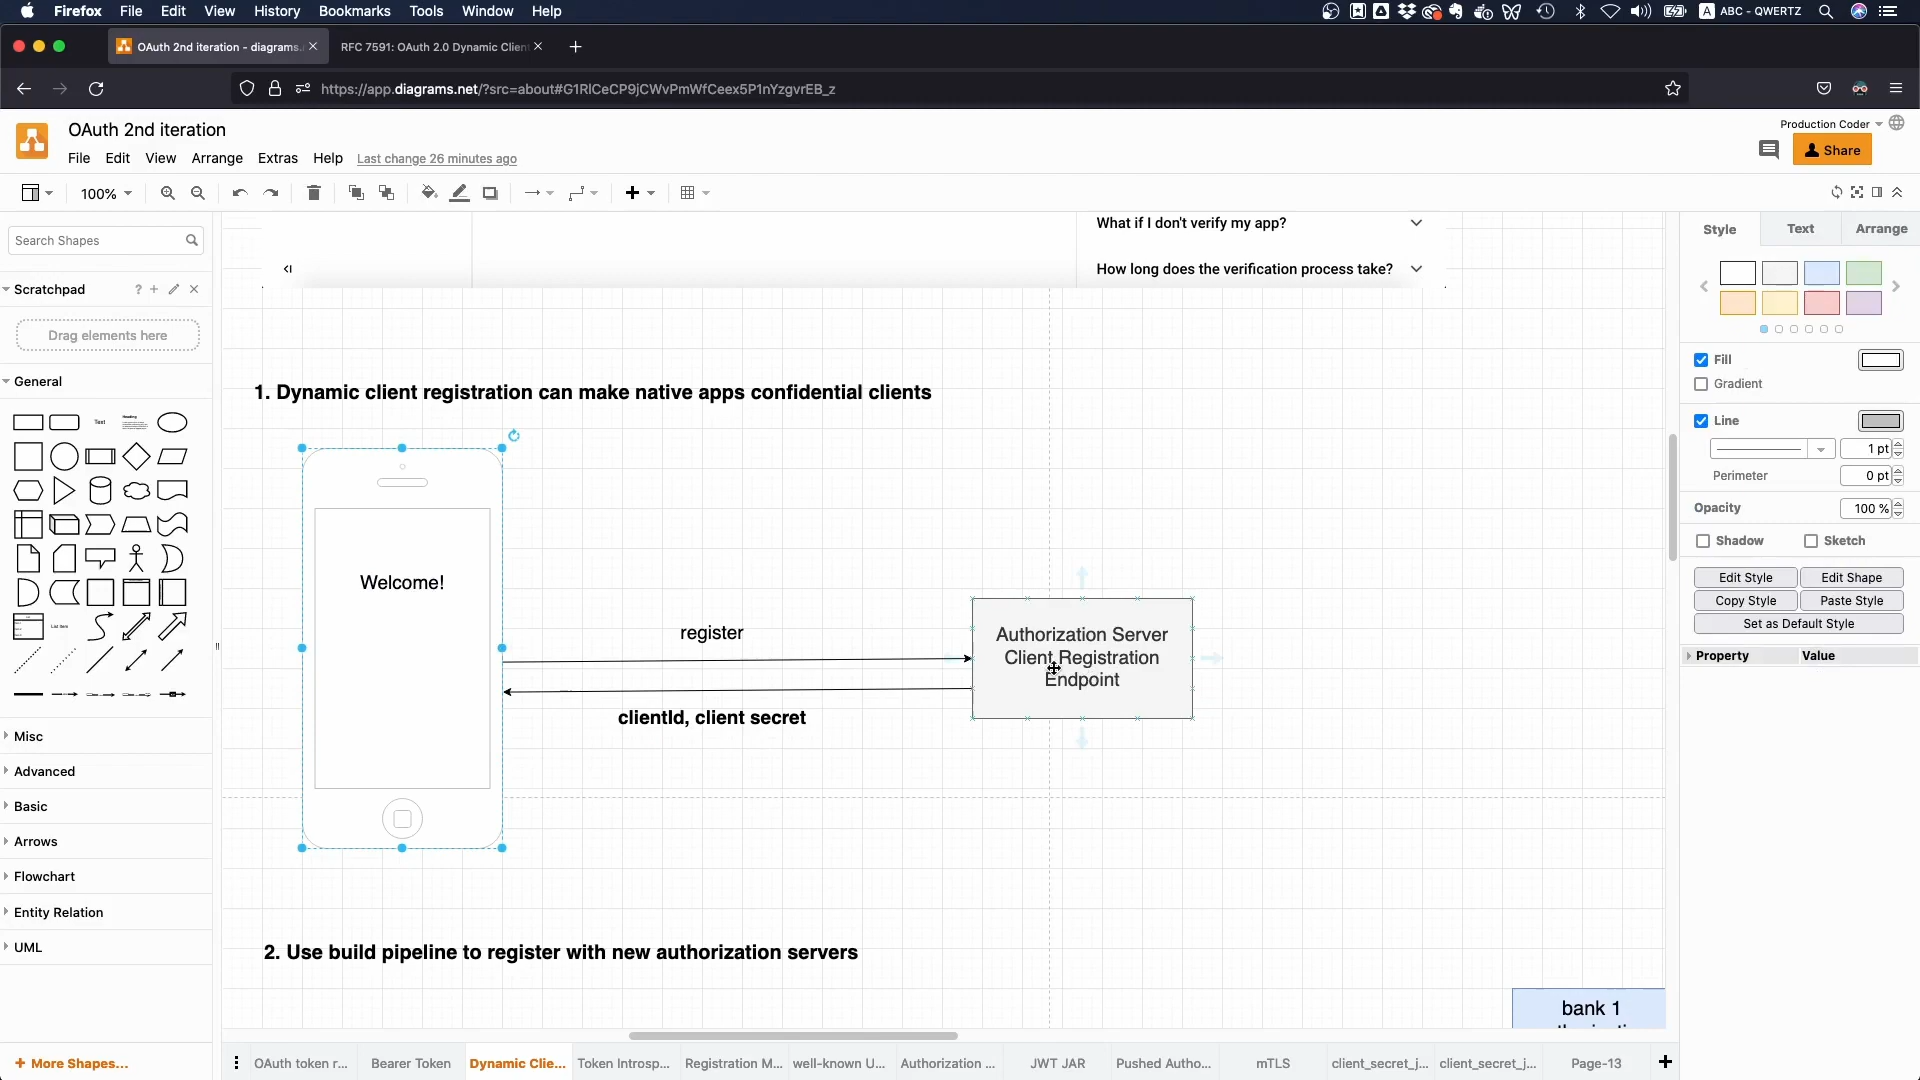 Firefox File Edit View History Bookmarks Tools Window Help
A ABC - QWERTZ
OAuth 2nd iteration - diagrams.
RFC 7591: OAuth 2.0 Dynamic Clien
https://app.diagrams.net/?src=about#G1RlCeCP9jCWvPmWfCeex5P1nYzgvrEB_z
OAuth 2nd iteration
Production Coder
File Edit View Arrange Extras Help Last change 26 minutes ago
Share
100%
Search Shapes
Scratchpad
?
Drag elements here
General
Text
Heading
List Item
Misc
Advanced
Basic
Arrows
Flowchart
Entity Relation
UML
+ More Shapes...
What if I don't verify my app?
How long does the verification process take?
1. Dynamic client registration can make native apps confidential clients
Welcome!
register
clientId, client secret
Authorization Server
Client Registration
Endpoint
2. Use build pipeline to register with new authorization servers
bank 1
Style Text Arrange
Fill
Gradient
Line
1 pt
Perimeter 0 pt
Opacity 100 %
Shadow Sketch
Edit Style Edit Shape
Copy Style Paste Style
Set as Default Style
Property Value
OAuth token r... Bearer Token Dynamic Clie... Token Introsp... Registration M... well-known U... Authorization ... JWT JAR Pushed Autho... mTLS client_secret_j... client_secret_j... Page-13